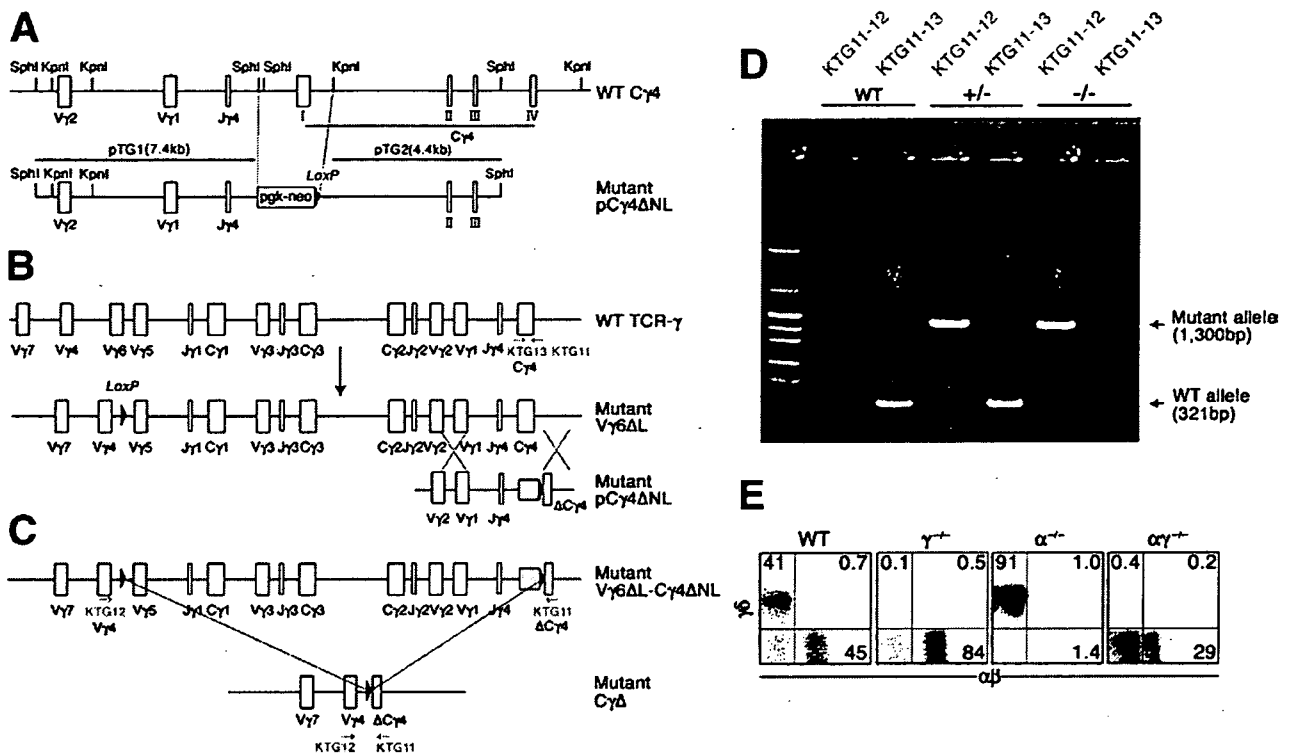 A
SphI KpnI KpnI SphI SphI KpnI SphI KpnI
WT Cγ4
Vγ2 Vγ1 Jγ4 I II III IV
Cγ4
pTG1(7.4kb) pTG2(4.4kb)
SphI KpnI KpnI LoxP SphI
pgk-neo
Mutant
pCγ4ΔNL
Vγ2 Vγ1 Jγ4 II III
B
WT TCR-γ
Vγ7 Vγ4 Vγ6 Vγ5 Jγ1 Cγ1 Vγ3 Jγ3 Cγ3 Cγ2 Jγ2 Vγ2 Vγ1 Jγ4 KTG13 KTG11
Cγ4
LoxP
Mutant
Vγ6ΔL
Vγ7 Vγ4 Vγ5 Jγ1 Cγ1 Vγ3 Jγ3 Cγ3 Cγ2 Jγ2 Vγ2 Vγ1 Jγ4 Cγ4
Mutant
pCγ4ΔNL
Vγ2 Vγ1 Jγ4 ΔCγ4
C
Mutant
Vγ6ΔL-Cγ4ΔNL
Vγ7 KTG12 Vγ5 Jγ1 Cγ1 Vγ3 Jγ3 Cγ3 Cγ2 Jγ2 Vγ2 Vγ1 Jγ4 KTG11
Vγ4 ΔCγ4
Mutant
CγΔ
Vγ7 Vγ4 ΔCγ4
KTG12 KTG11
D
KTG11-12 KTG11-13 KTG11-12 KTG11-13 KTG11-12 KTG11-13
WT +/- -/-
Mutant allele
(1,300bp)
WT allele
(321bp)
E
WT γ-/- α-/- αγ-/-
41 0.7 0.1 0.5 91 1.0 0.4 0.2
γδ
45 84 1.4 29
αβ